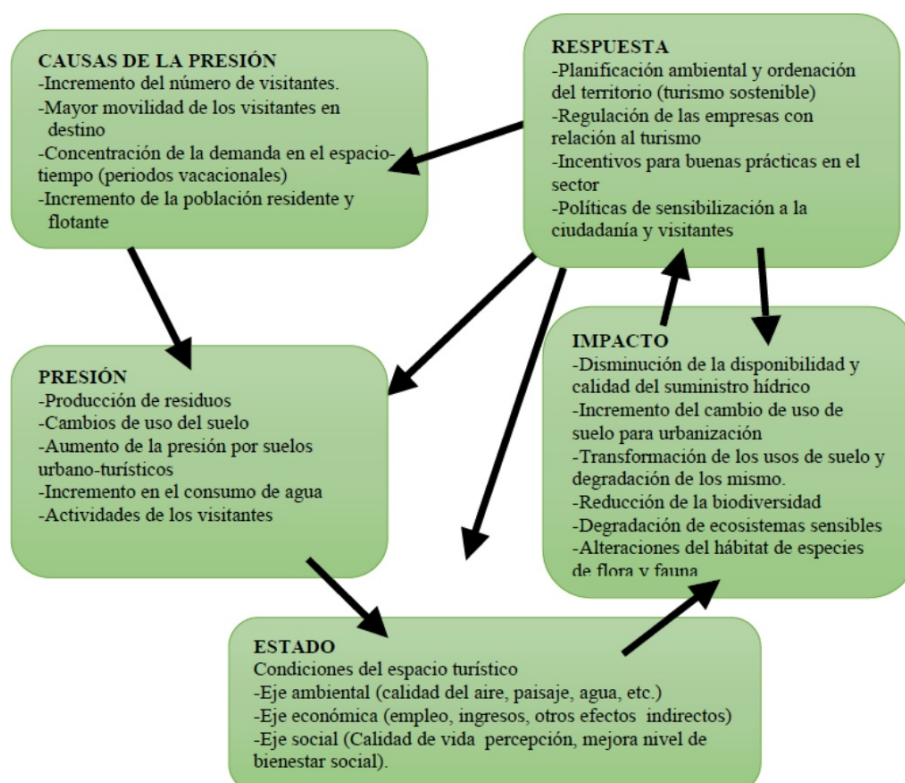 CAUSAS DE LA PRESIÓN
-Incremento del número de visitantes.
-Mayor movilidad de los visitantes en
destino
-Concentración de la demanda en el espacio-
tiempo (periodos vacacionales)
-Incremento de la población residente y
flotante
RESPUESTA
-Planificación ambiental y ordenación
del territorio (turismo sostenible)
-Regulación de las empresas con
relación al turismo
-Incentivos para buenas prácticas en el
sector
-Políticas de sensibilización a la
ciudadanía y visitantes
PRESIÓN
-Producción de residuos
-Cambios de uso del suelo
-Aumento de la presión por suelos
urbano-turísticos
-Incremento en el consumo de agua
-Actividades de los visitantes
IMPACTO
-Disminución de la disponibilidad y
calidad del suministro hídrico
-Incremento del cambio de uso de
suelo para urbanización
-Transformación de los usos de suelo y
degradación de los mismo.
-Reducción de la biodiversidad
-Degradación de ecosistemas sensibles
-Alteraciones del hábitat de especies
de flora y fauna
ESTADO
Condiciones del espacio turístico
-Eje ambiental (calidad del aire, paisaje, agua, etc.)
-Eje económica (empleo, ingresos, otros efectos indirectos)
-Eje social (Calidad de vida percepción, mejora nivel de
bienestar social).